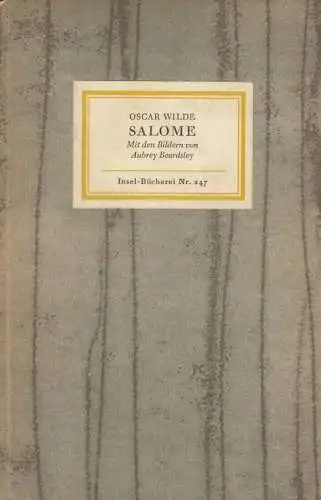 OSCAR WILDE
SALOME
Mit den Bildern von
Aubrey Beardsley
Insel-Bücherei Nr. 247